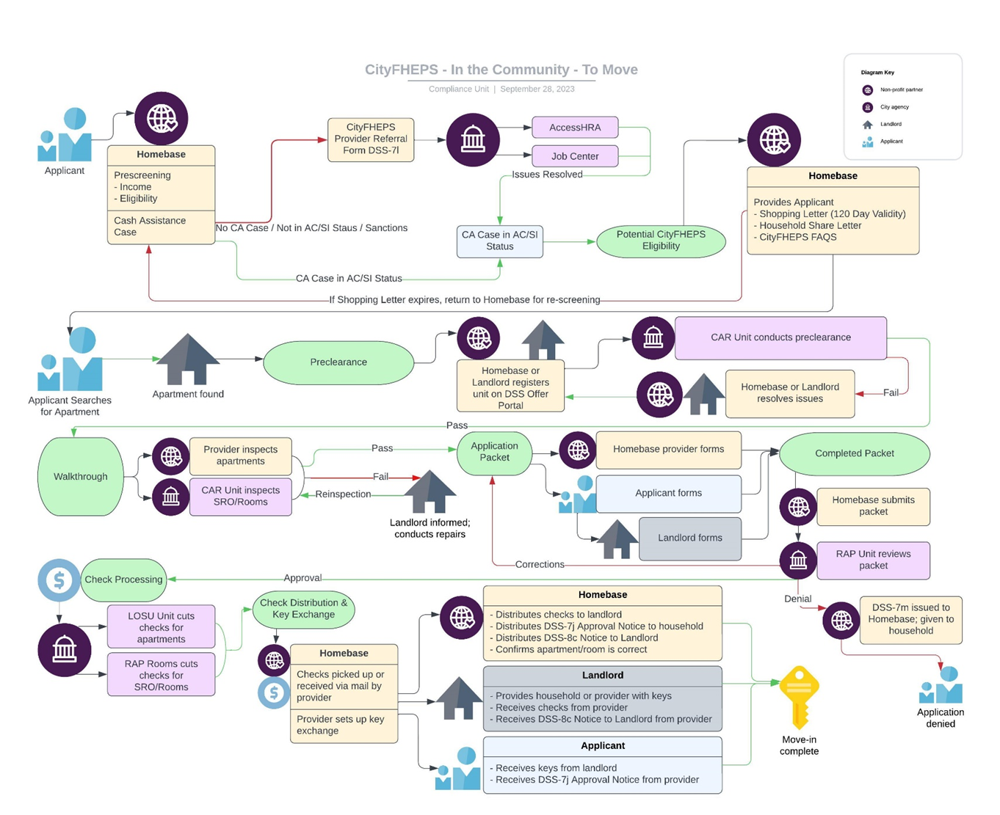 CityFHEPS - In the Community - To Move
Compliance Unit | September 28, 2023
Diagram Key
Non-profit partner
City agency
Landlord
Applicant
Applicant
Homebase
Prescreening
- Income
- Eligibility
Cash Assistance
Case
CityFHEPS
Provider Referral
Form DSS-7l
AccessHRA
Job Center
Issues Resolved
No CA Case / Not in AC/SI Staus / Sanctions
CA Case in AC/SI
Status
Potential CityFHEPS
Eligibility
Homebase
Provides Applicant
- Shopping Letter (120 Day Validity)
- Household Share Letter
- CityFHEPS FAQS
CA Case in AC/SI Status
If Shopping Letter expires, return to Homebase for re-screening
Applicant Searches
for Apartment
Apartment found
Preclearance
Homebase or
Landlord registers
unit on DSS Offer
Portal
CAR Unit conducts preclearance
Homebase or Landlord
resolves issues
Fail
Pass
Walkthrough
Provider inspects
apartments
CAR Unit inspects
SRO/Rooms
Pass
Fail
Reinspection
Landlord informed;
conducts repairs
Application
Packet
Homebase provider forms
Applicant forms
Landlord forms
Completed Packet
Homebase submits
packet
RAP Unit reviews
packet
Corrections
Approval
Denial
DSS-7m issued to
Homebase; given to
household
Application
denied
Check Processing
LOSU Unit cuts
checks for
apartments
RAP Rooms cuts
checks for
SRO/Rooms
Check Distribution &
Key Exchange
Homebase
Checks picked up or
received via mail by
provider
Provider sets up key
exchange
Homebase
- Distributes checks to landlord
- Distributes DSS-7j Approval Notice to household
- Distributes DSS-8c Notice to Landlord
- Confirms apartment/room is correct
Landlord
- Provides household or provider with keys
- Receives checks from provider
- Receives DSS-8c Notice to Landlord from provider
Applicant
- Receives keys from landlord
- Receives DSS-7j Approval Notice from provider
Move-in
complete